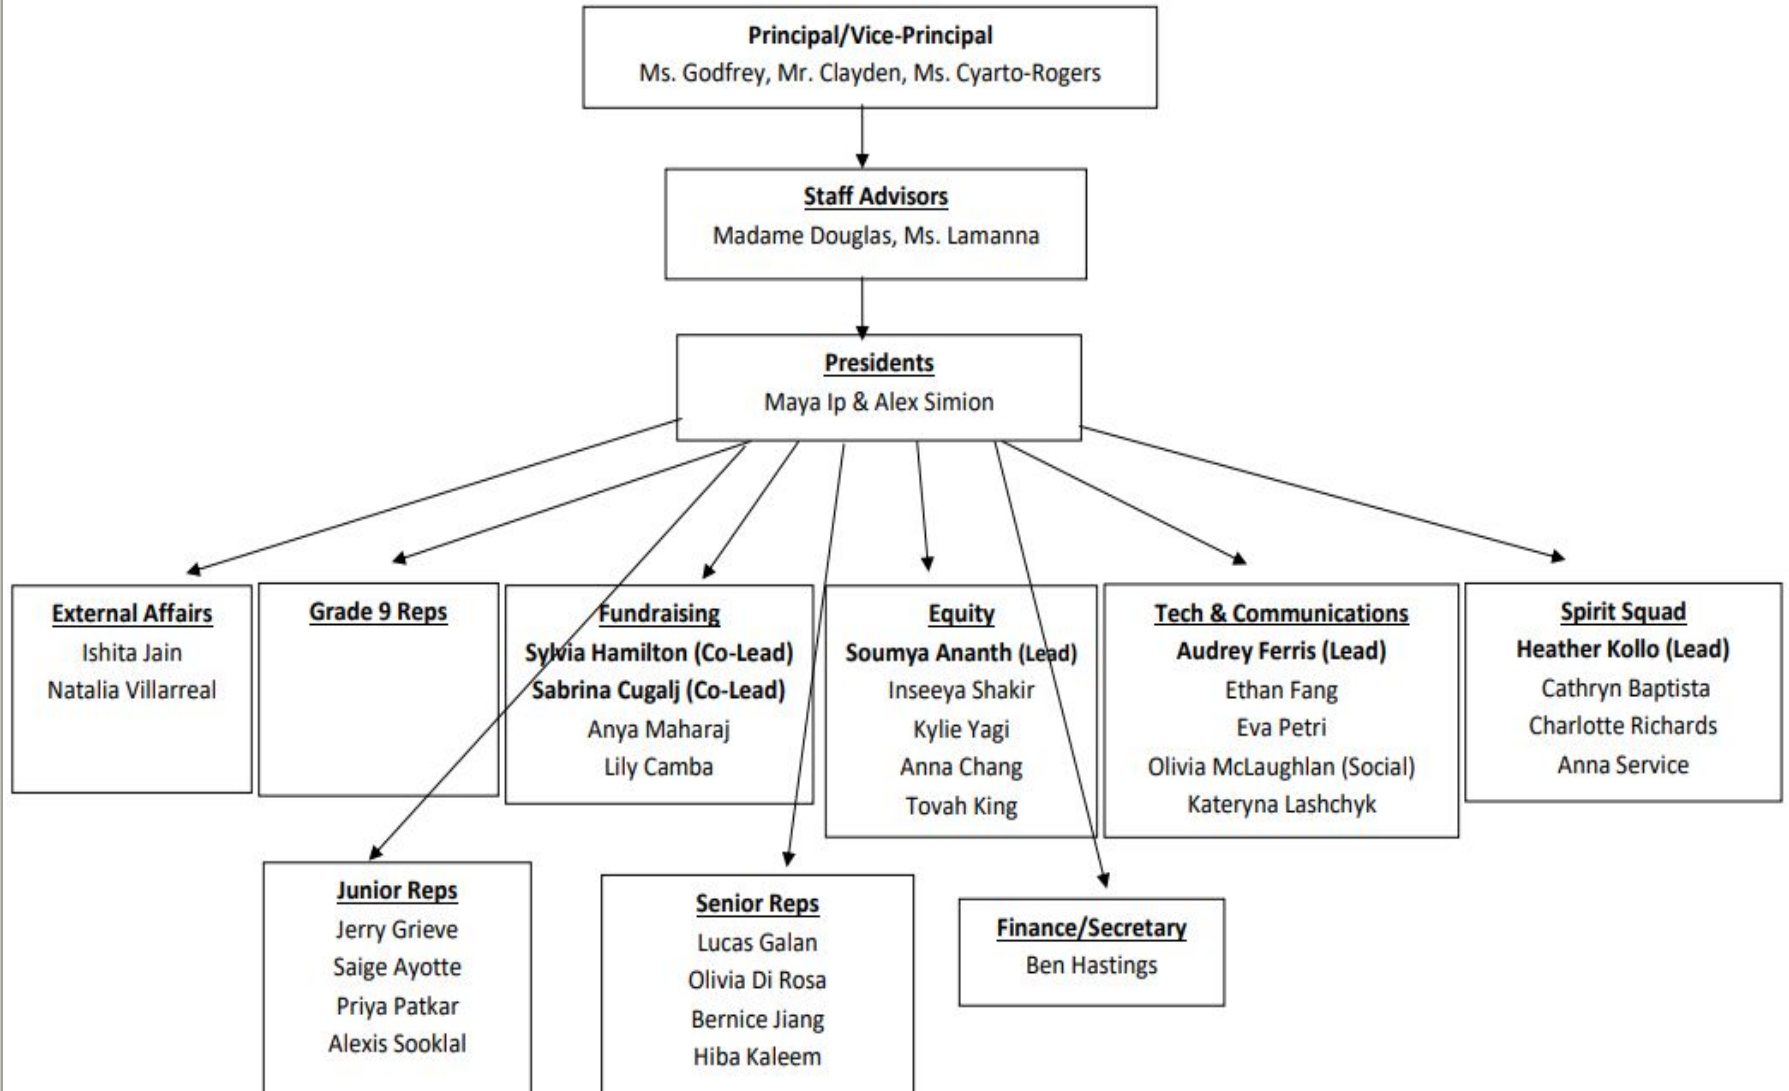 Principal/Vice-Principal
Ms. Godfrey, Mr. Clayden, Ms. Cyarto-Rogers
Staff Advisors
Madame Douglas, Ms. Lamanna
Presidents
Maya Ip & Alex Simion
External Affairs
Ishita Jain
Natalia Villarreal
Grade 9 Reps
Fundraising
Sylvia Hamilton (Co-Lead)
Sabrina Cugalj (Co-Lead)
Anya Maharaj
Lily Camba
Equity
Soumya Ananth (Lead)
Inseeya Shakir
Kylie Yagi
Anna Chang
Tovah King
Tech & Communications
Audrey Ferris (Lead)
Ethan Fang
Eva Petri
Olivia McLaughlan (Social)
Kateryna Lashchyk
Spirit Squad
Heather Kollo (Lead)
Cathryn Baptista
Charlotte Richards
Anna Service
Junior Reps
Jerry Grieve
Saige Ayotte
Priya Patkar
Alexis Sooklal
Senior Reps
Lucas Galan
Olivia Di Rosa
Bernice Jiang
Hiba Kaleem
Finance/Secretary
Ben Hastings